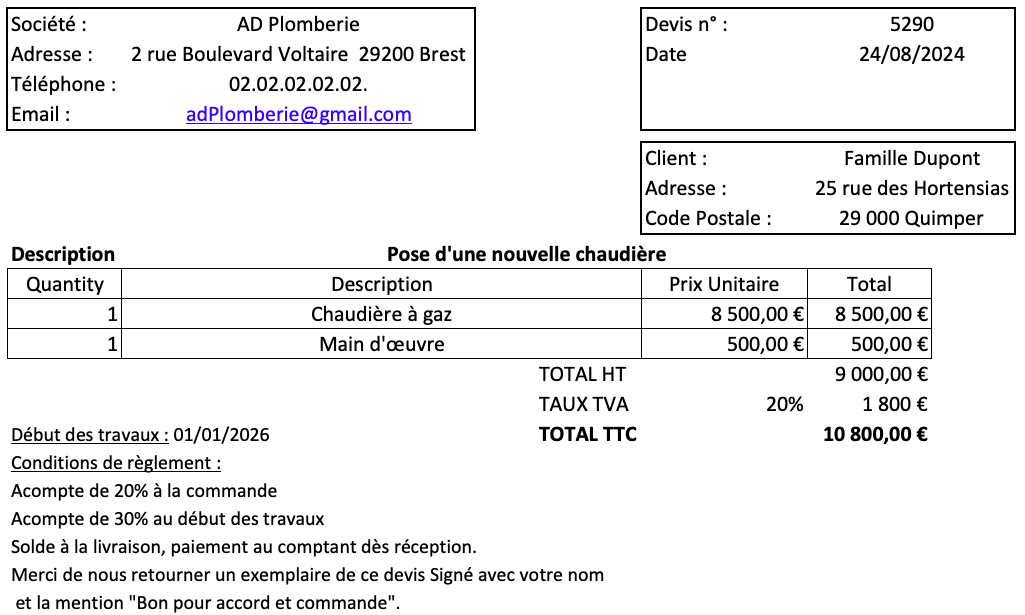 Société : AD Plomberie
Adresse : 2 rue Boulevard Voltaire 29200 Brest
Téléphone : 02.02.02.02.02.
Email : adPlomberie@gmail.com
Devis n° : 5290
Date 24/08/2024
Client : Famille Dupont
Adresse : 25 rue des Hortensias
Code Postale : 29 000 Quimper
Description Pose d'une nouvelle chaudière
Quantity Description Prix Unitaire Total
1 Chaudière à gaz 8 500,00 € 8 500,00 €
1 Main d'œuvre 500,00 € 500,00 €
TOTAL HT 9 000,00 €
TAUX TVA 20% 1 800 €
Début des travaux : 01/01/2026 TOTAL TTC 10 800,00 €
Conditions de règlement :
Acompte de 20% à la commande
Acompte de 30% au début des travaux
Solde à la livraison, paiement au comptant dès réception.
Merci de nous retourner un exemplaire de ce devis Signé avec votre nom
et la mention "Bon pour accord et commande".